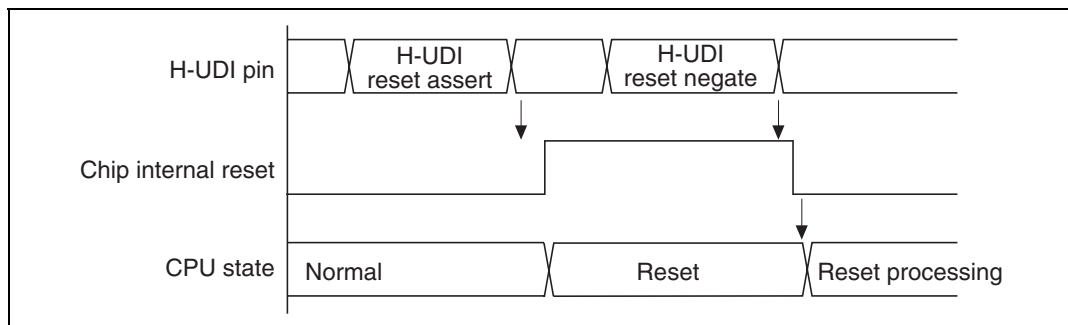 H-UDI pin
H-UDI
reset assert
H-UDI
reset negate
Chip internal reset
CPU state
Normal
Reset
Reset processing